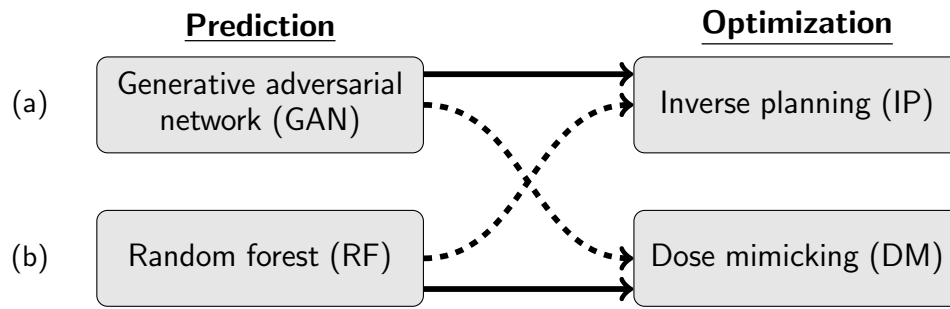 Prediction
Optimization
(a)
Generative adversarial
network (GAN)
Inverse planning (IP)
(b)
Random forest (RF)
Dose mimicking (DM)